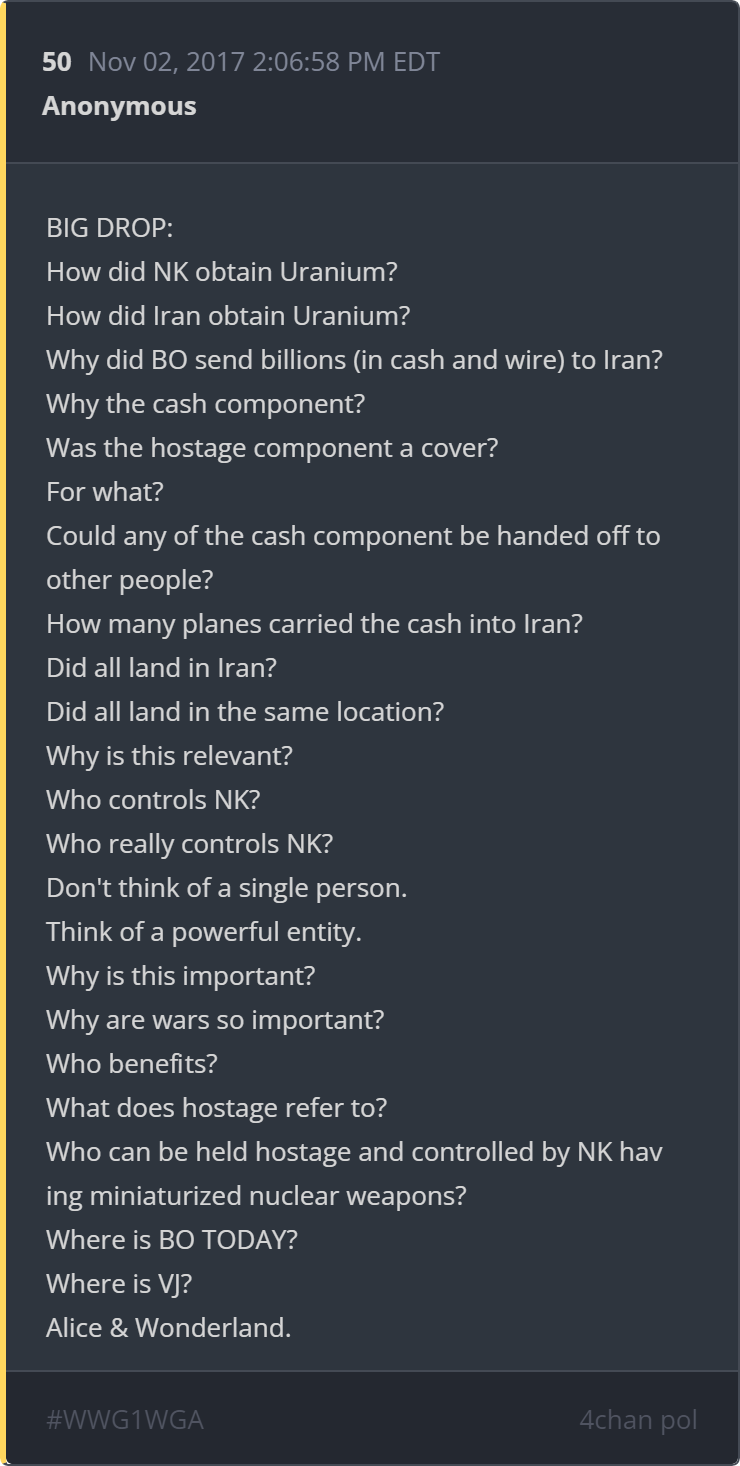 50 Nov 02, 2017 2:06:58 PM EDT
Anonymous
BIG DROP:
How did NK obtain Uranium?
How did Iran obtain Uranium?
Why did BO send billions (in cash and wire) to Iran?
Why the cash component?
Was the hostage component a cover?
For what?
Could any of the cash component be handed off to
other people?
How many planes carried the cash into Iran?
Did all land in Iran?
Did all land in the same location?
Why is this relevant?
Who controls NK?
Who really controls NK?
Don't think of a single person.
Think of a powerful entity.
Why is this important?
Why are wars so important?
Who benefits?
What does hostage refer to?
Who can be held hostage and controlled by NK hav
ing miniaturized nuclear weapons?
Where is BO TODAY?
Where is VJ?
Alice & Wonderland.
#WWG1WGA 4chan pol